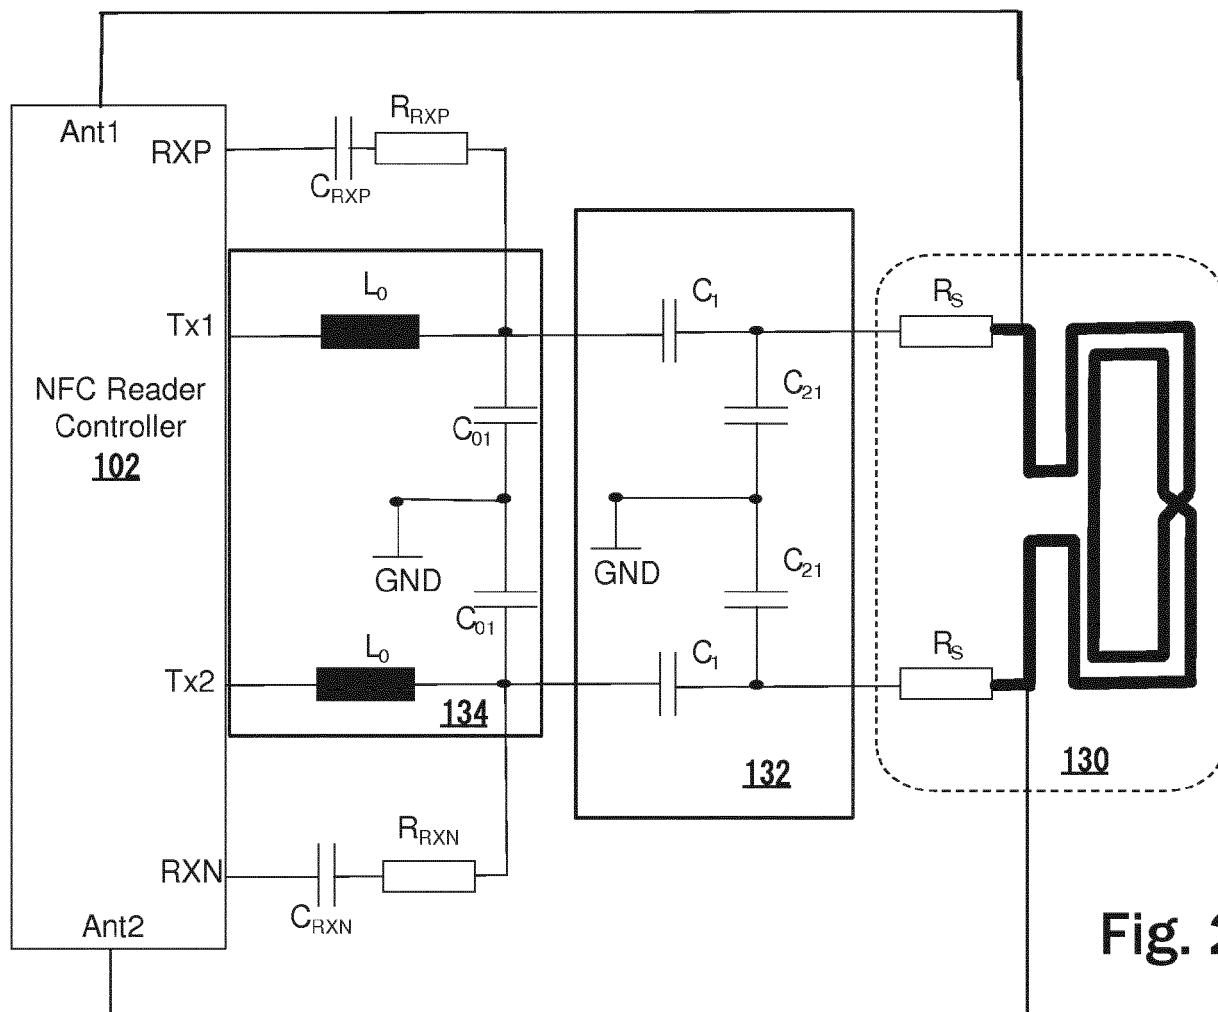 Ant1
R_RXP
RXP
C_RXP
L_0
C_1
R_S
Tx1
NFC Reader
Controller
102
C_21
C_01
GND
GND
C_21
C_01
L_0
C_1
R_S
Tx2
134
132
130
R_RXN
RXN
C_RXN
Ant2
Fig. 2